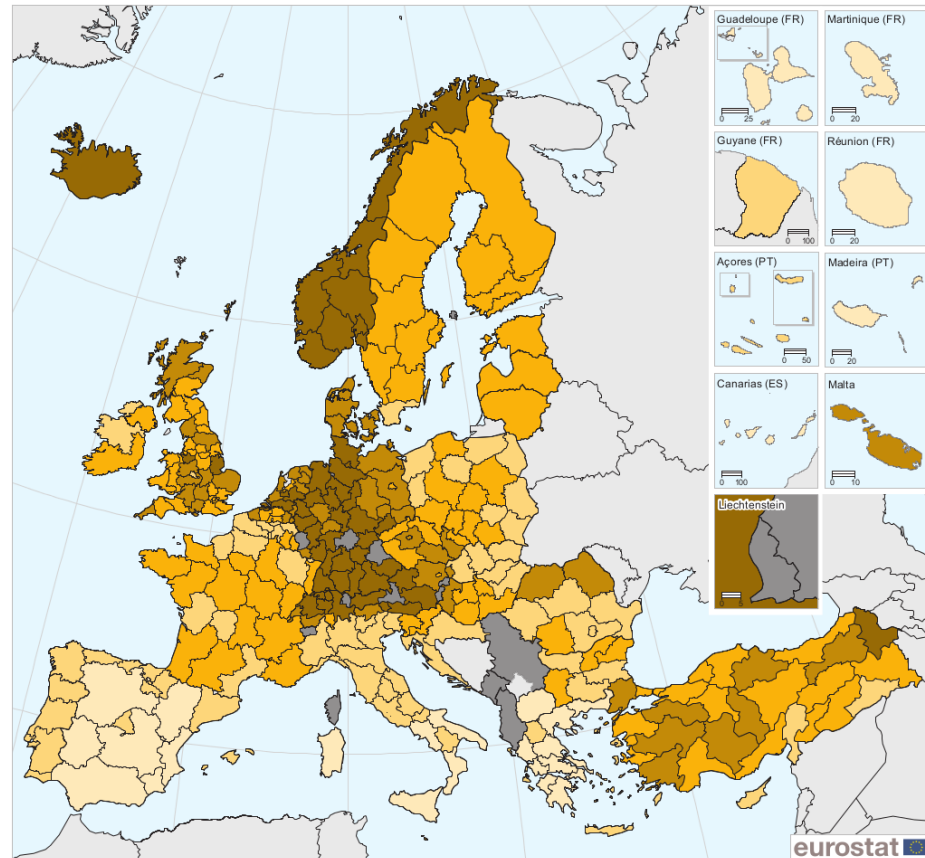 Guadeloupe (FR)
0 25
Martinique (FR)
0 20
Guyane (FR)
0 100
Réunion (FR)
0 20
Açores (PT)
0 50
Madeira (PT)
0 20
Canarias (ES)
0 100
Malta
0 10
Liechtenstein
eurostat